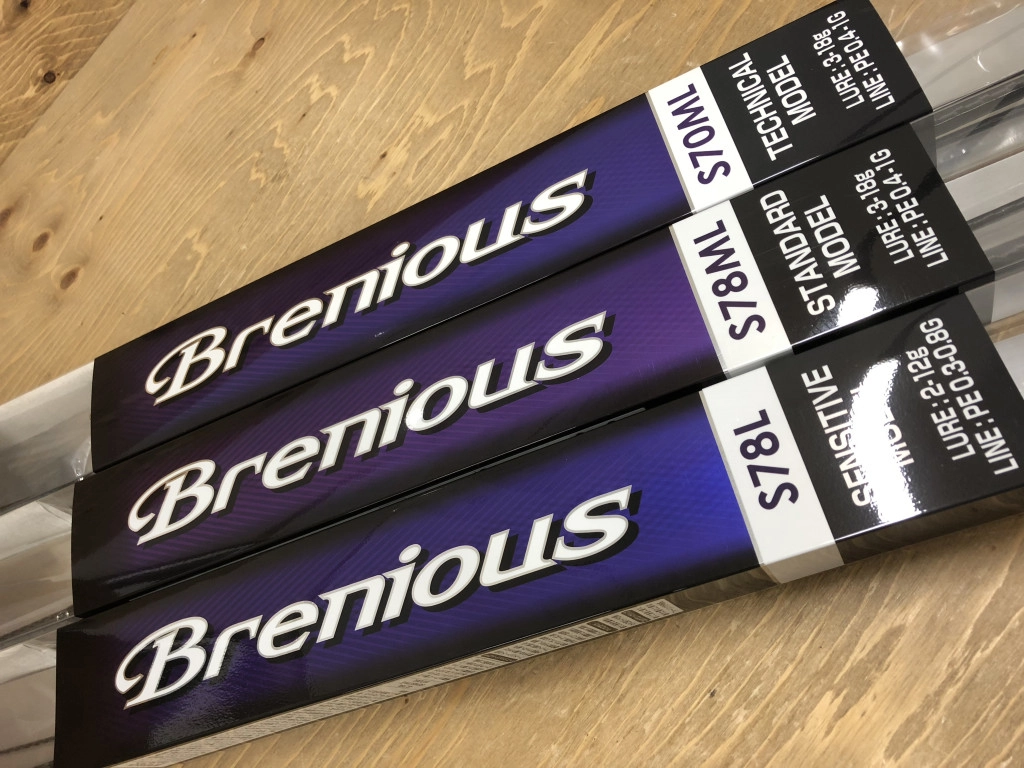 Brenious
S70ML
TECHNICAL
MODEL
LURE:3-18g
LINE:PE0.4-1G
Brenious
S78ML
STANDARD
MODEL
LURE:3-18g
LINE:PE0.4-1G
Brenious
S78L
SENSITIVE
LURE:2-12g
LINE:PE0.3-0.8G